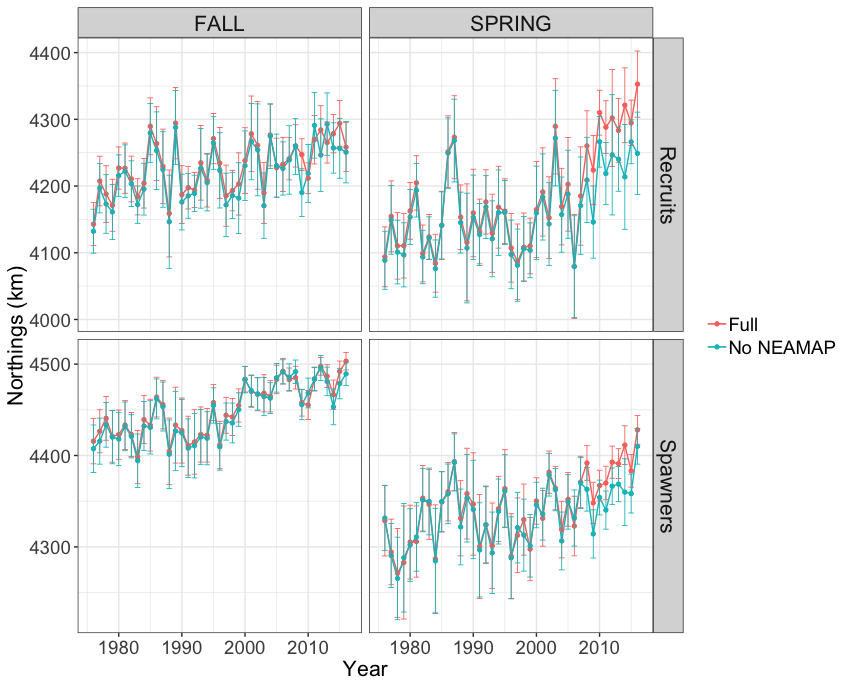 FALL SPRING
4400
4300
4200
4100
4000
Recruits
Northings (km)
Full
No NEAMAP
4500
4400
4300
Spawners
1980 1990 2000 2010 1980 1990 2000 2010
Year